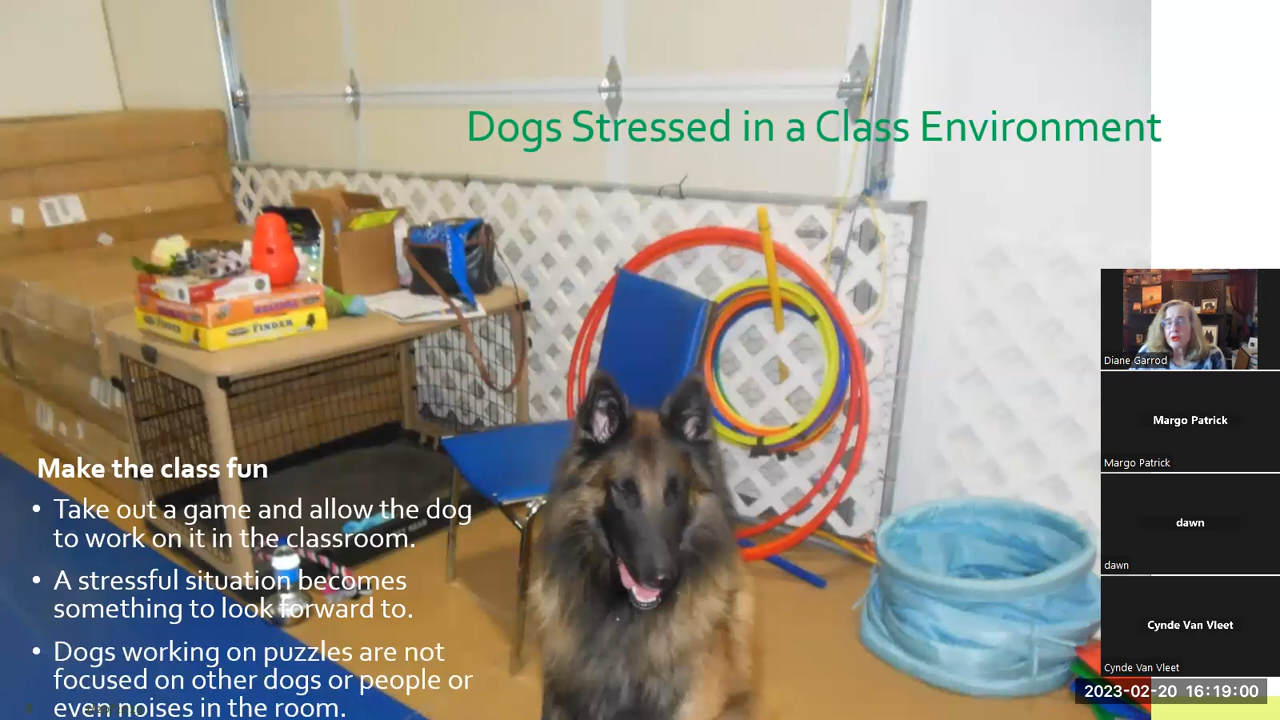 Dogs Stressed in a Class Environment
FINDER
FINDER
Make the class fun
• Take out a game and allow the dog
to work on it in the classroom.
• A stressful situation becomes
something to look forward to.
• Dogs working on puzzles are not
focused on other dogs or people or
even noises in the room.
Diane Garrod
Margo Patrick
Margo Patrick
dawn
dawn
Cynde Van Vleet
Cynde Van Vleet
2023-02-20 16:19:00